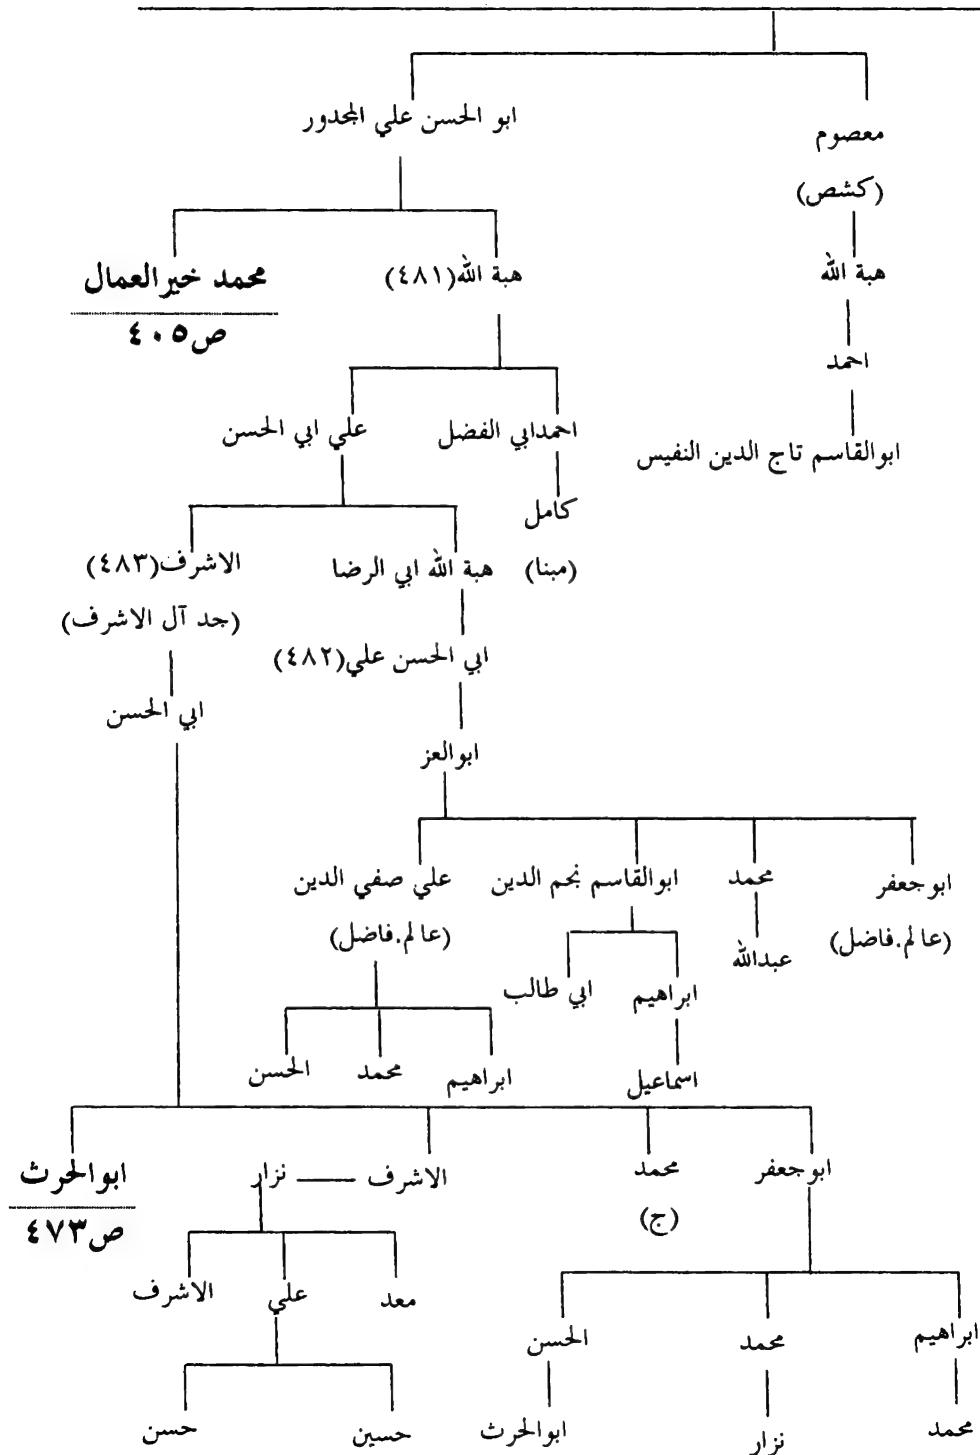 ابو الحسن علي المجدور
معصوم
(كشص)
هبة الله
هبة الله(٤٨١)
محمد خيرالعمال
ص٤٠٥
احمد
احمدابي الفضل
علي ابي الحسن
ابوالقاسم تاج الدين النفيس
كامل
(مبنا)
هبة الله ابي الرضا
الاشرف(٤٨٣)
(جد آل الاشرف)
ابي الحسن علي(٤٨٢)
ابي الحسن
ابوالعز
ابوجعفر
محمد
ابوالقاسم نجم الدين
علي صفي الدين
(عالم.فاضل)
عبدالله
(عالم.فاضل)
ابراهيم
ابي طالب
اسماعيل
ابراهيم
محمد
الحسن
ابوجعفر
محمد
الاشرف
نزار
ابوالحرث
(ج)
ص٤٧٣
معد
علي
الاشرف
ابراهيم
محمد
الحسن
محمد
نزار
ابوالحرث
حسين
حسن